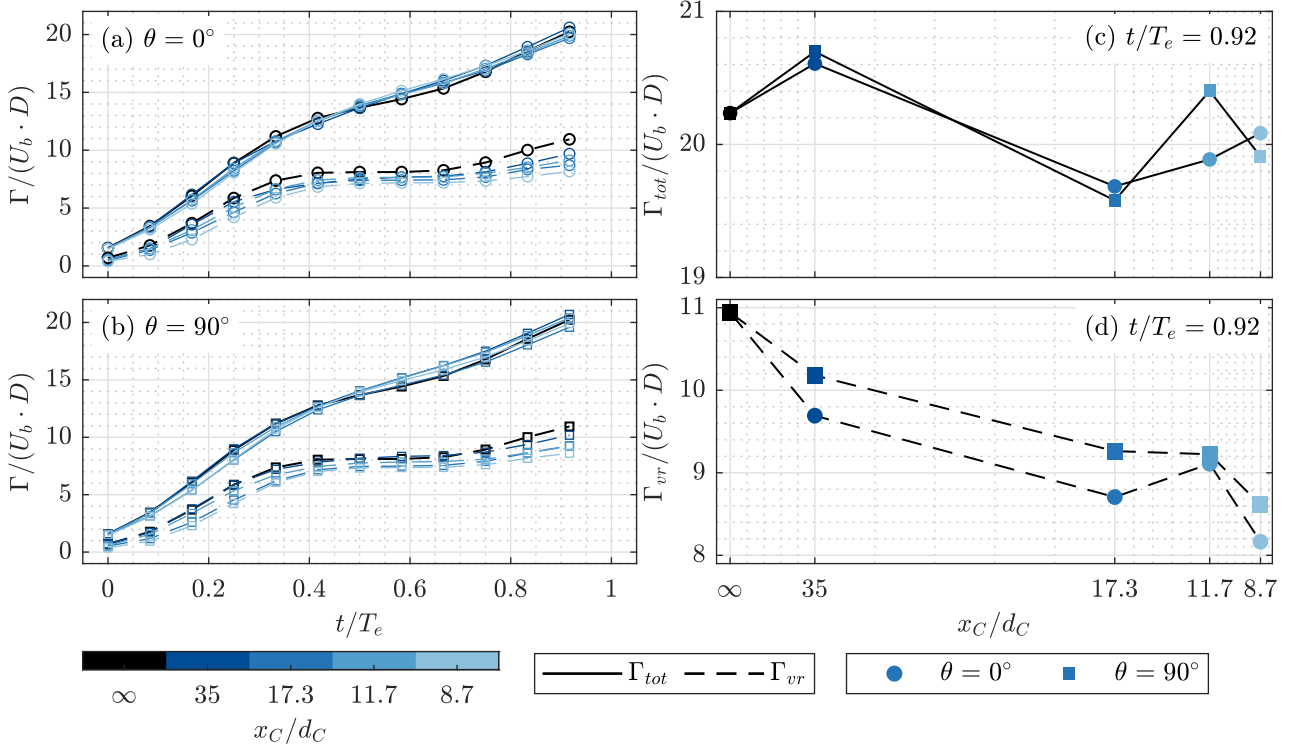 (a) θ = 0°
Γ/(U_b · D)
20
15
10
5
0
(b) θ = 90°
Γ/(U_b · D)
20
15
10
5
0
0 0.2 0.4 0.6 0.8 1
t/T_e
(c) t/T_e = 0.92
Γ_tot/(U_b · D)
21
20
19
(d) t/T_e = 0.92
Γ_vr/(U_b · D)
11
10
9
8
∞ 35 17.3 11.7 8.7
x_C/d_C
∞ 35 17.3 11.7 8.7
x_C/d_C
Γ_tot Γ_vr
θ = 0° θ = 90°